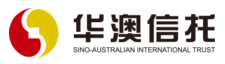 华澳信托
SINO-AUSTRALIAN INTERNATIONAL TRUST